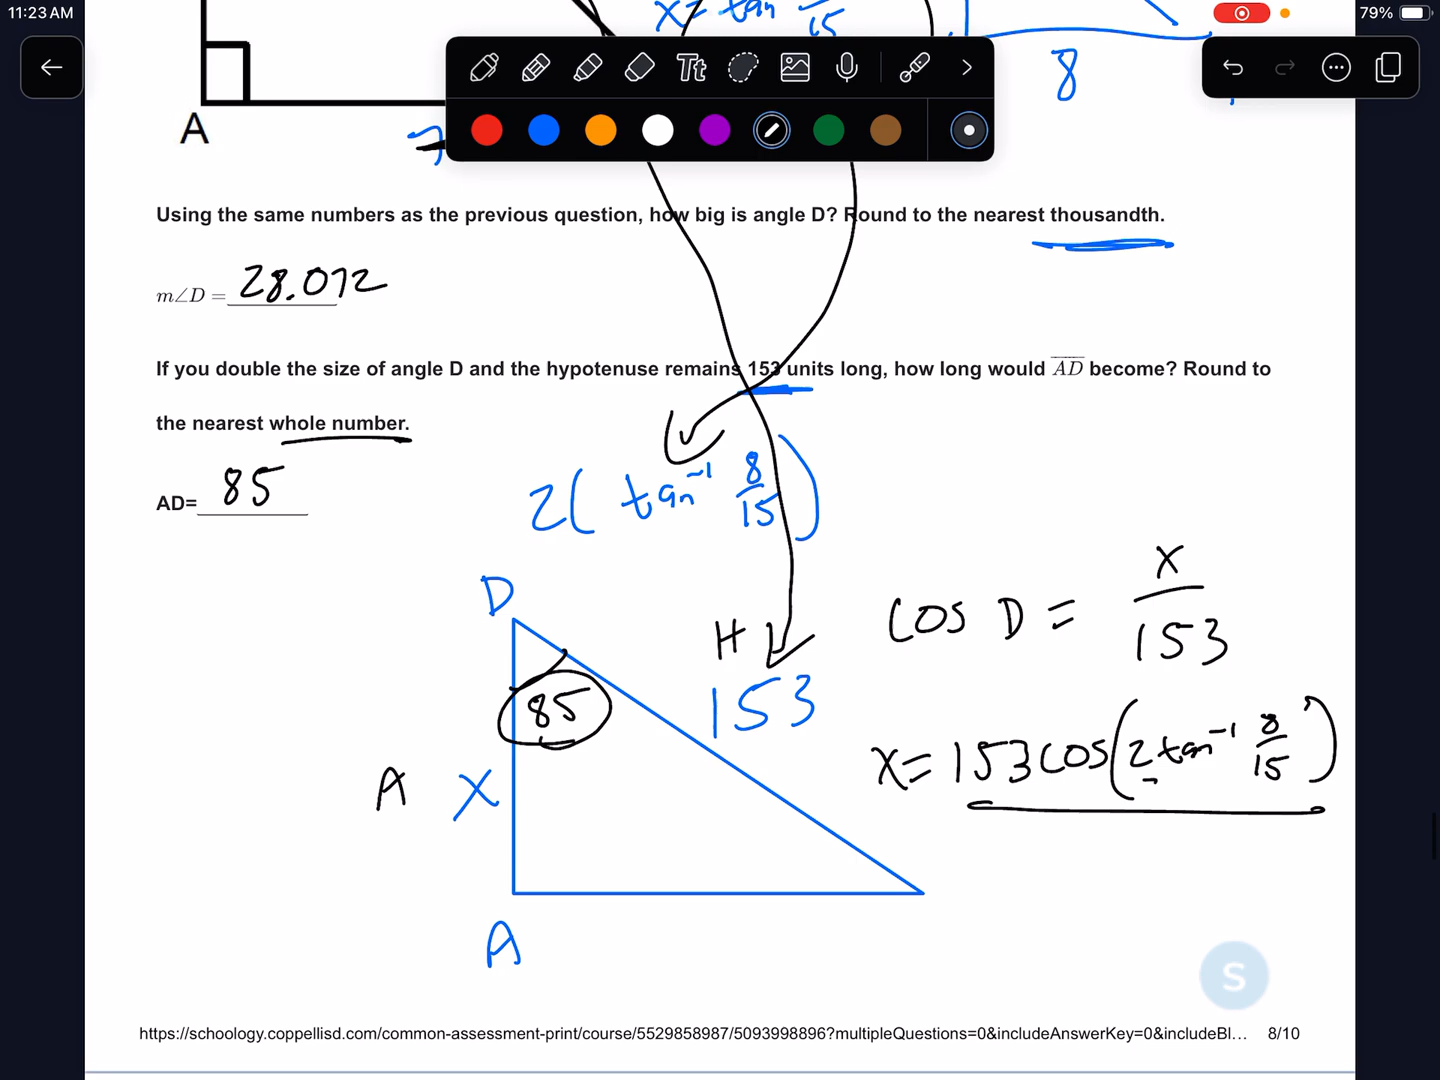 11:23 AM
79%
x= tan 15
8
Tt
A
Using the same numbers as the previous question, how big is angle D? Round to the nearest thousandth.
m∠D = 28.072
If you double the size of angle D and the hypotenuse remains 153 units long, how long would AD become? Round to
the nearest whole number.
AD= 85
2( tan⁻¹ 8/15 )
D
H
153
85
cos D = x/153
x= 153cos(2tan⁻¹ 8/15)
A X
A
S
https://schoology.coppellisd.com/common-assessment-print/course/5529858987/5093998896?multipleQuestions=0&includeAnswerKey=0&includeBl... 8/10